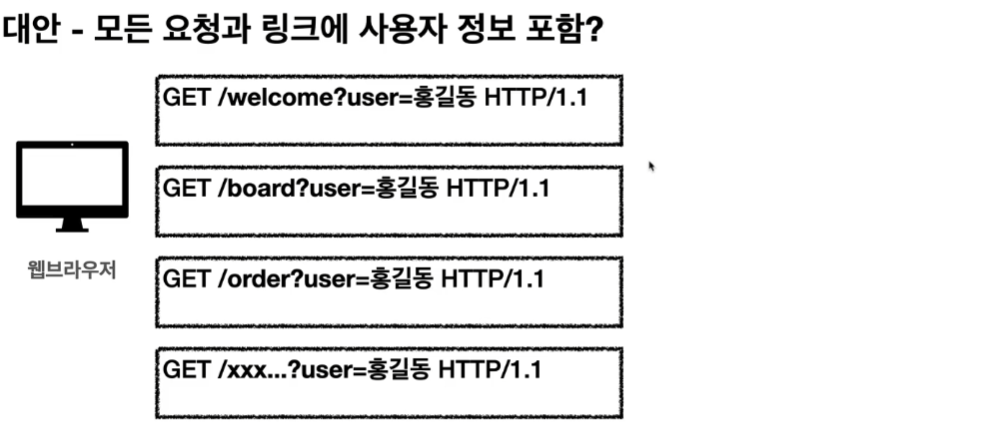 대안 - 모든 요청과 링크에 사용자 정보 포함?
GET /welcome?user=홍길동 HTTP/1.1
GET /board?user=홍길동 HTTP/1.1
웹브라우저
GET /order?user=홍길동 HTTP/1.1
GET /xxx...?user=홍길동 HTTP/1.1